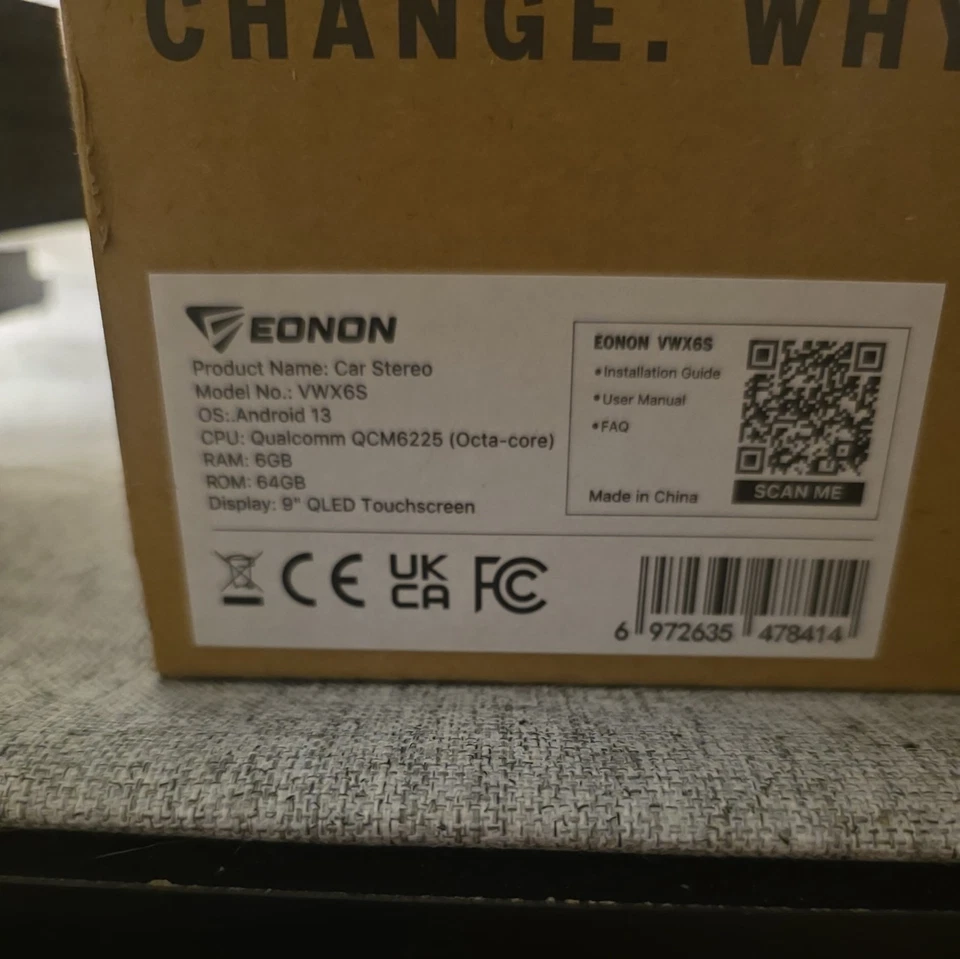 CHANGE. WHY
EONON
Product Name: Car Stereo
Model No.: VWX6S
OS:.Android 13
CPU: Qualcomm QCM6225 (Octa-core)
RAM: 6GB
ROM: 64GB
Display: 9" QLED Touchscreen
EONON VWX6S
•Installation Guide
•User Manual
•FAQ
Made in China
SCAN ME
CE UK CA FC
6 972635 478414